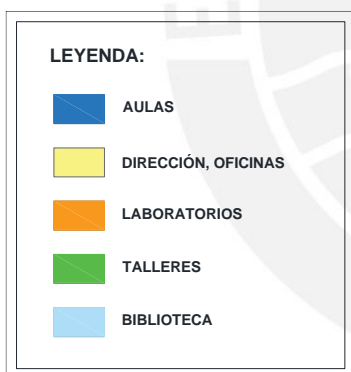 LEYENDA:
AULAS
DIRECCIÓN, OFICINAS
LABORATORIOS
TALLERES
BIBLIOTECA